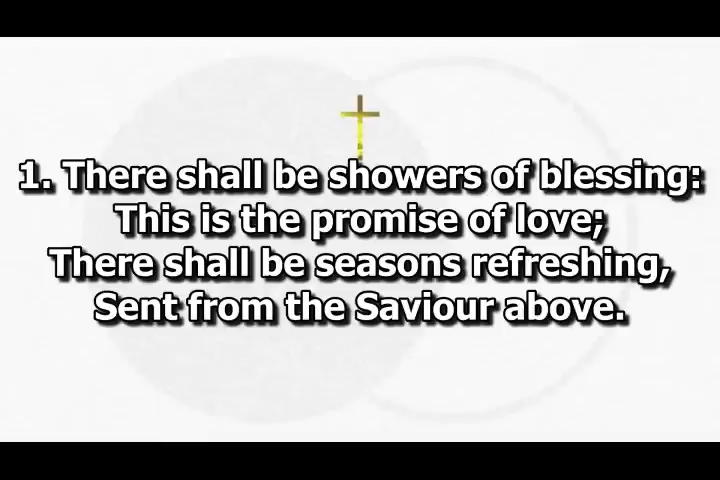 1. There shall be showers of blessing:
This is the promise of love;
There shall be seasons refreshing,
Sent from the Saviour above.